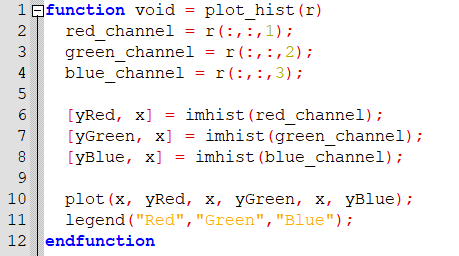 1 function void = plot_hist(r)
2 red_channel = r(:,:,1);
3 green_channel = r(:,:,2);
4 blue_channel = r(:,:,3);
5
6 [yRed, x] = imhist(red_channel);
7 [yGreen, x] = imhist(green_channel);
8 [yBlue, x] = imhist(blue_channel);
9
10 plot(x, yRed, x, yGreen, x, yBlue);
11 legend("Red","Green","Blue");
12 endfunction